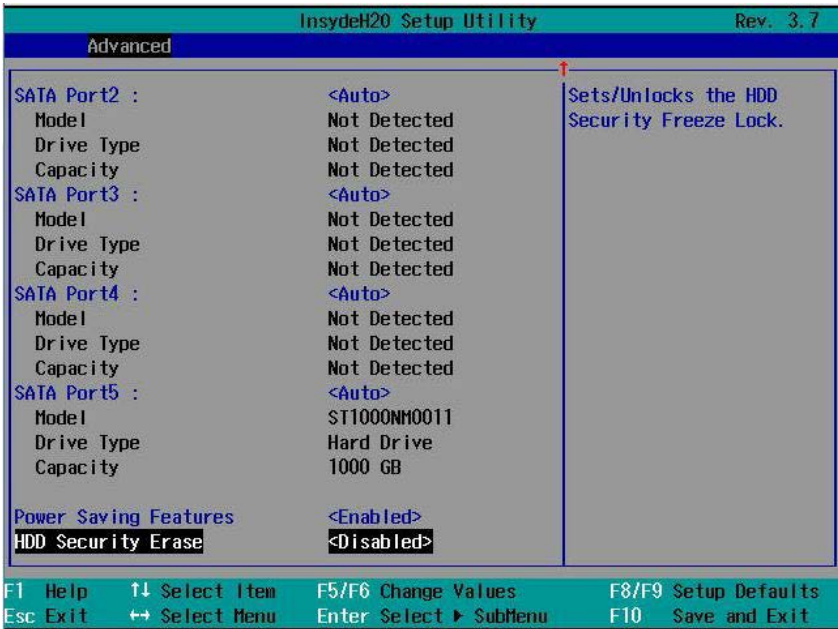 InsydeH20 Setup Utility Rev. 3.7
Advanced
SATA Port2 : <Auto> Sets/Unlocks the HDD
Model Not Detected Security Freeze Lock.
Drive Type Not Detected
Capacity Not Detected
SATA Port3 : <Auto>
Model Not Detected
Drive Type Not Detected
Capacity Not Detected
SATA Port4 : <Auto>
Model Not Detected
Drive Type Not Detected
Capacity Not Detected
SATA Port5 : <Auto>
Model ST1000NM0011
Drive Type Hard Drive
Capacity 1000 GB
Power Saving Features <Enabled>
HDD Security Erase <Disabled>
F1 Help ↑↓ Select Item F5/F6 Change Values F8/F9 Setup Defaults
Esc Exit ↔ Select Menu Enter Select ▶ SubMenu F10 Save and Exit